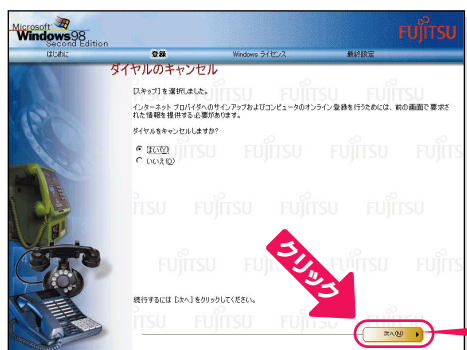 Microsoft
Windows98
Second Edition
FUJITSU
はじめに 登録 Windows ライセンス 最終設定
ダイヤルのキャンセル
[スキップ] を選択しました。
インターネット プロバイダへのサインアップおよびコンピュータのオンライン登録を行うためには、前の画面で要求さ
れた情報を提供する必要があります。
ダイヤルをキャンセルしますか?
はい(Y)
いいえ(O)
FUJITSU FUJITSU FUJITSU
クリック
続行するには [次へ] をクリックしてください。
次へ(N)